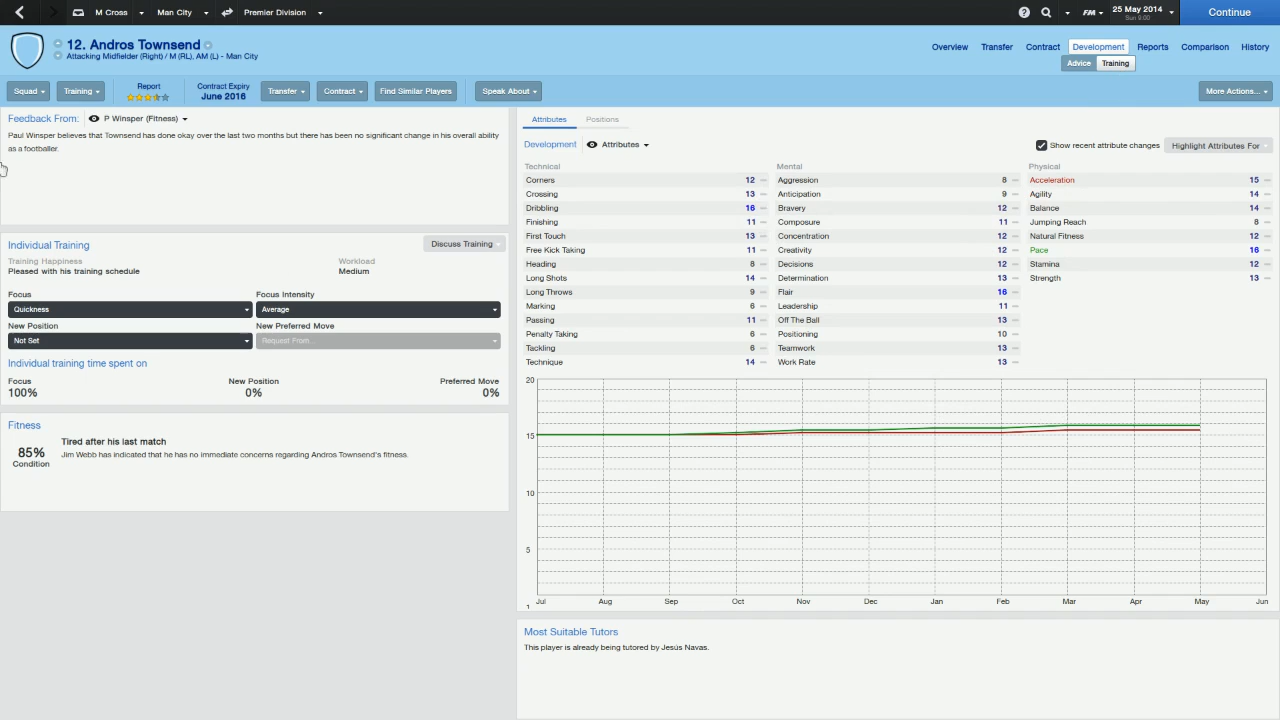 M Cross
Man City
Premier Division
FM
25 May 2014
Sun 9:00
Continue
12. Andros Townsend
Attacking Midfielder (Right) / M (RL), AM (L) - Man City
Overview
Transfer
Contract
Development
Reports
Comparison
History
Advice
Training
Squad
Training
Report
Contract Expiry
June 2016
Transfer
Contract
Find Similar Players
Speak About
More Actions...
Feedback From: P Winsper (Fitness)
Paul Winsper believes that Townsend has done okay over the last two months but there has been no significant change in his overall ability
as a footballer.
Individual Training
Discuss Training
Training Happiness
Workload
Pleased with his training schedule
Medium
Focus
Focus Intensity
Quickness
Average
New Position
New Preferred Move
Not Set
Request From...
Individual training time spent on
Focus
New Position
Preferred Move
100%
0%
0%
Fitness
85%
Condition
Tired after his last match
Jim Webb has indicated that he has no immediate concerns regarding Andros Townsend's fitness.
Attributes
Positions
Development
Attributes
Show recent attribute changes
Highlight Attributes For
Technical
Corners 12
Crossing 13
Dribbling 16
Finishing 11
First Touch 13
Free Kick Taking 11
Heading 8
Long Shots 14
Long Throws 9
Marking 6
Passing 11
Penalty Taking 6
Tackling 6
Technique 14
Mental
Aggression 8
Anticipation 9
Bravery 12
Composure 11
Concentration 12
Creativity 12
Decisions 12
Determination 13
Flair 16
Leadership 11
Off The Ball 13
Positioning 10
Teamwork 13
Work Rate 13
Physical
Acceleration 15
Agility 14
Balance 14
Jumping Reach 8
Natural Fitness 12
Pace 16
Stamina 12
Strength 13
20
15
10
5
1
Jul Aug Sep Oct Nov Dec Jan Feb Mar Apr May Jun
Most Suitable Tutors
This player is already being tutored by Jesús Navas.